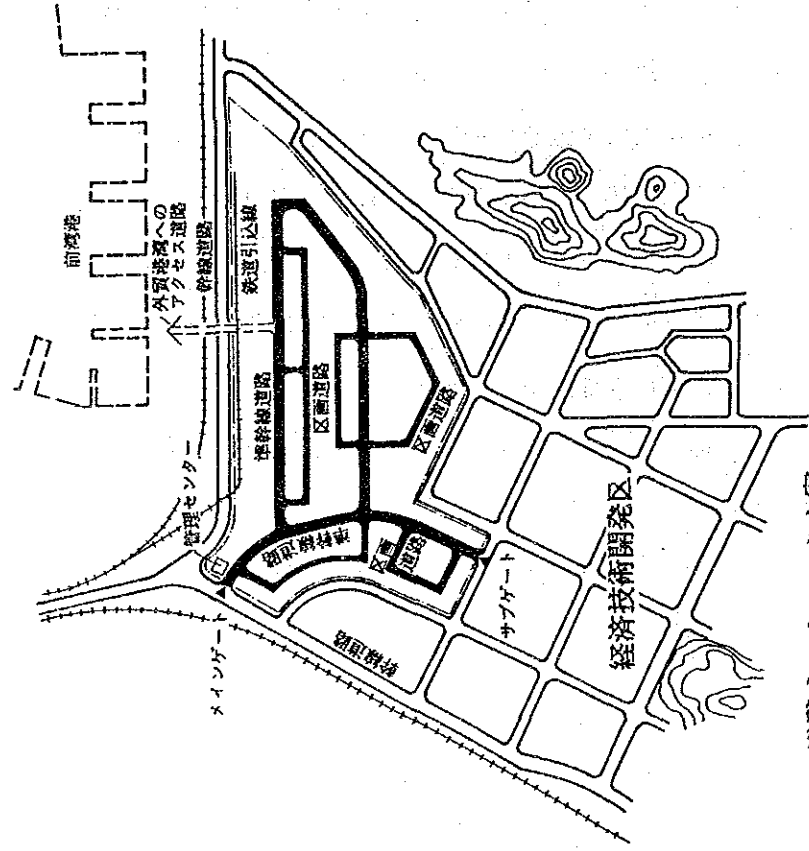 前湾港
外貿港湾への
アクセス道路
幹線道路
鉄道引込線
準幹線道路
区画道路
区画道路
管理センター
メインゲート
準幹線道路
区画
道路
幹線道路
サブゲート
経済技術開発区